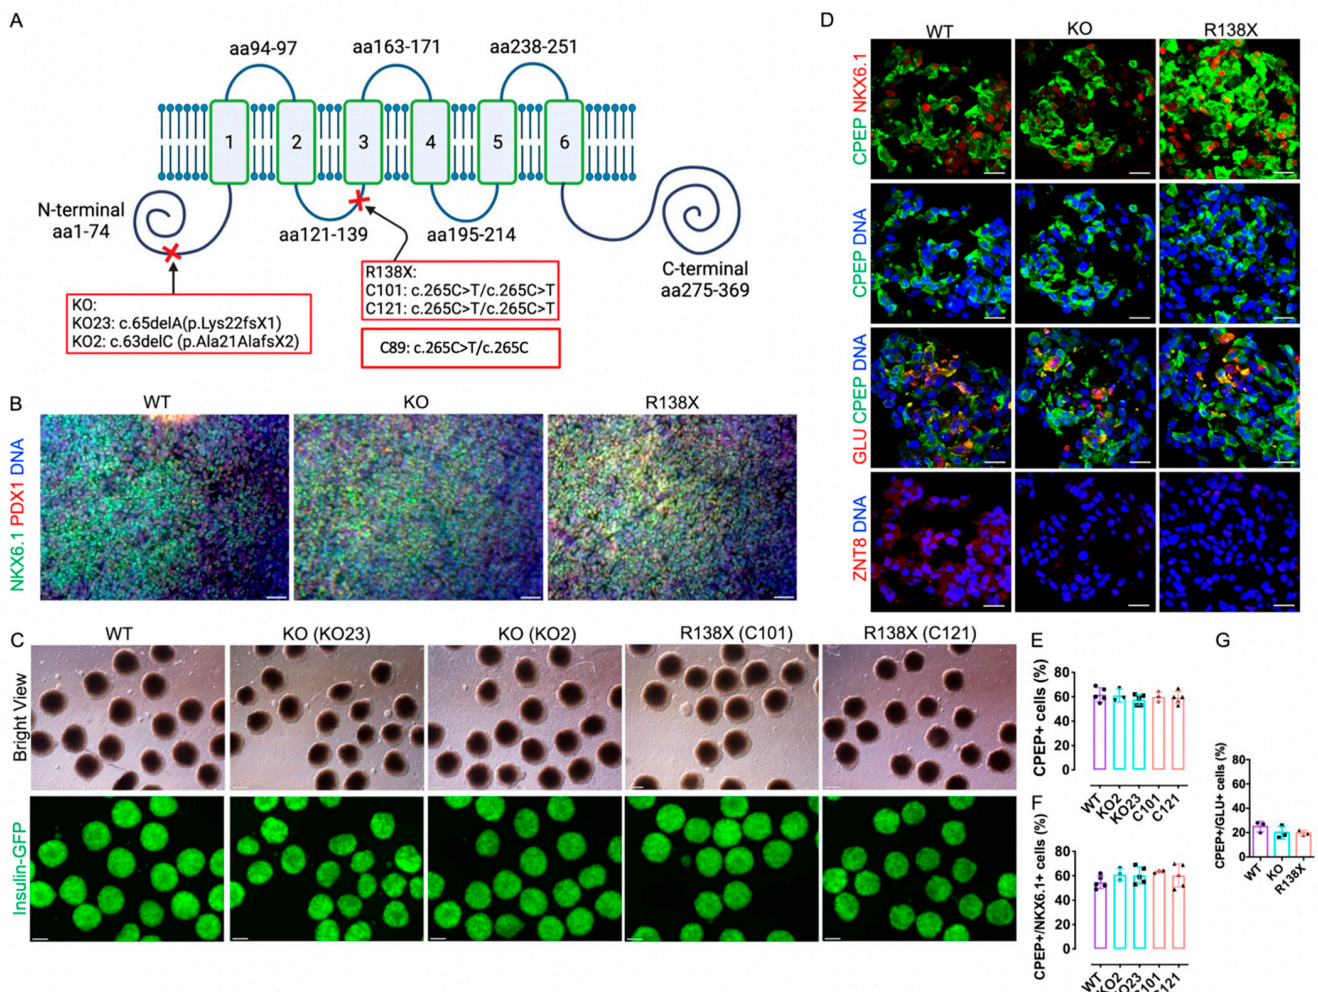 A
aa94-97
aa163-171
aa238-251
1
2
3
4
5
6
N-terminal
aa1-74
aa121-139
aa195-214
C-terminal
aa275-369
R138X:
C101: c.265C>T/c.265C>T
C121: c.265C>T/c.265C>T
KO:
KO23: c.65delA(p.Lys22fsX1)
KO2: c.63delC (p.Ala21AlafsX2)
C89: c.265C>T/c.265C
B
WT
KO
R138X
NKX6.1 PDX1 DNA
C
WT
KO (KO23)
KO (KO2)
R138X (C101)
R138X (C121)
Bright View
Insulin-GFP
D
WT
KO
R138X
CPEP NKX6.1
CPEP DNA
GLU CPEP DNA
ZNT8 DNA
E
CPEP+ cells (%)
80
60
40
20
0
WT
KO2
KO23
C101
C121
F
CPEP+/NKX6.1+ cells (%)
80
60
40
20
0
WT
G
CPEP+/GLU+ cells (%)
80
60
40
20
0
WT
KO
R138X